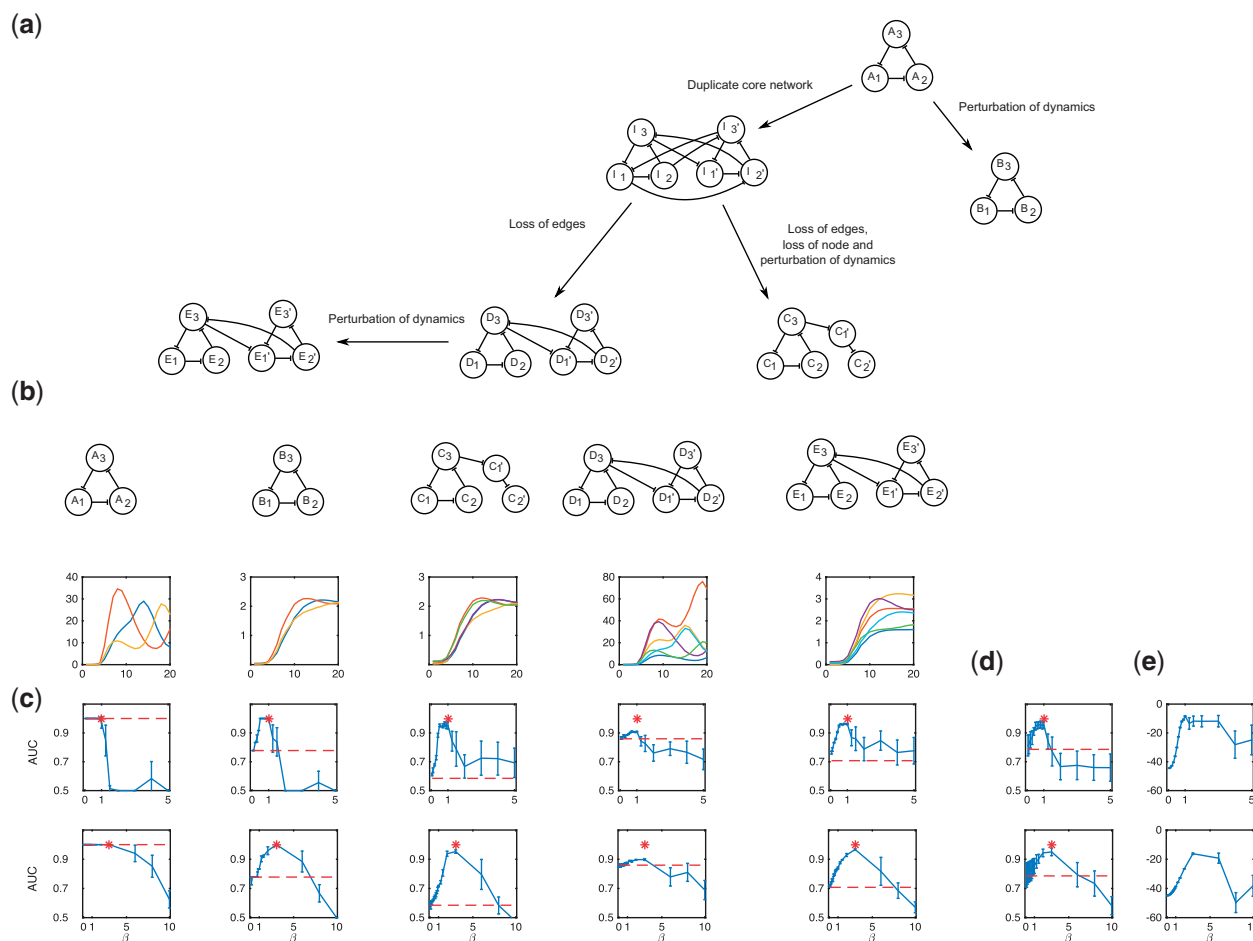 (a)
A3
A1 A2
Duplicate core network
Perturbation of dynamics
I 3 I 3'
I 1 I 2 I 1' I 2'
B3
B1 B2
Loss of edges
Loss of edges,
loss of node and
perturbation of dynamics
E3 E3'
E1 E2 E1' E2'
Perturbation of dynamics
D3 D3'
D1 D2 D1' D2'
C3 C1'
C1 C2 C2'
(b)
A3 B3 C3 C1' D3 D3' E3 E3'
A1 A2 B1 B2 C1 C2 C2' D1 D2 D1' D2' E1 E2 E1' E2'
40 3 3 80 4
30 60 3
20 2 2 40 2
10 1 1 20 1
0 0 0
0 10 20 0 10 20 0 10 20 0 10 20 0 10 20
(d) (e)
(c)
AUC
0.9 0.9 0.9 0.9 0.9 0.9 0
0.7 0.7 0.7 0.7 0.7 0.7 -20
0.5 0.5 0.5 0.5 0.5 0.5 -40
-60
0 1 5 0 1 5 0 1 5 0 1 5 0 1 5 0 1 5 0 1 5
AUC
0.9 0.9 0.9 0.9 0.9 0.9 0
0.7 0.7 0.7 0.7 0.7 0.7 -20
0.5 0.5 0.5 0.5 0.5 0.5 -40
-60
0 1 5 10 0 1 5 10 0 1 5 10 0 1 5 10 0 1 5 10 0 1 5 10 0 1 5 10
β β β β β β β